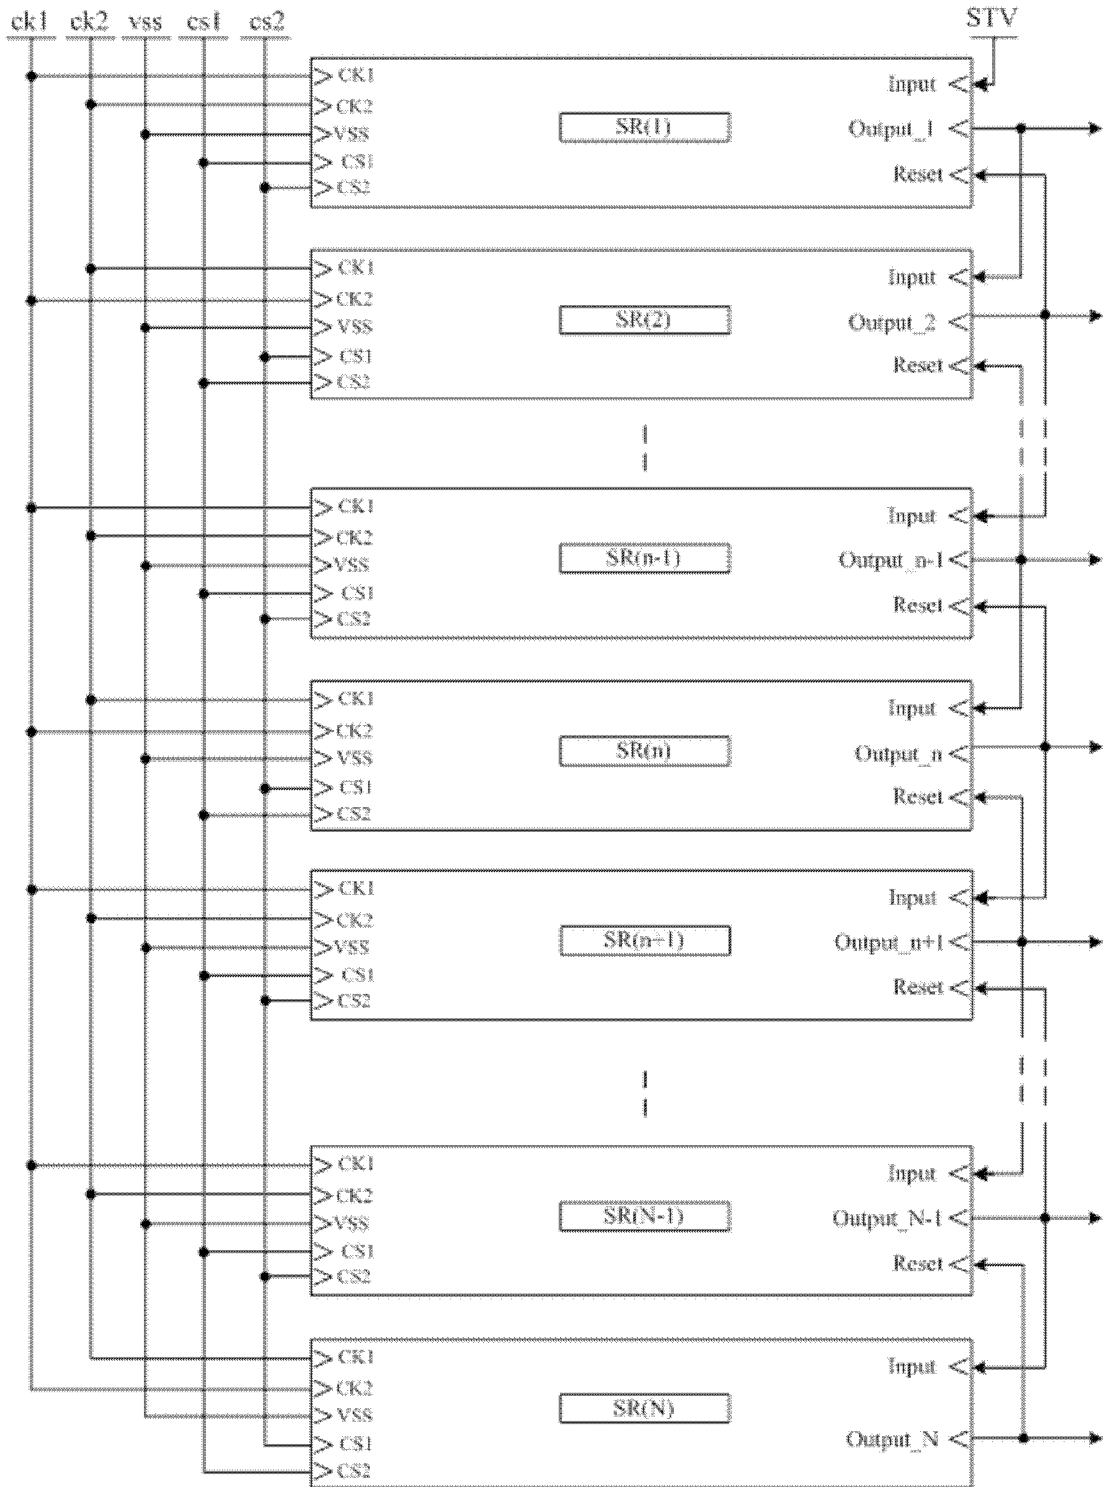 ck1 ck2 vss cs1 cs2 STV
CK1 Input
CK2
SR(1) Output_1
VSS
CS1 Reset
CS2
CK1 Input
CK2
SR(2) Output_2
VSS
CS1 Reset
CS2
CK1 Input
CK2
SR(n-1) Output_n-1
VSS
CS1 Reset
CS2
CK1 Input
CK2
SR(n) Output_n
VSS
CS1 Reset
CS2
CK1 Input
CK2
SR(n+1) Output_n+1
VSS
CS1 Reset
CS2
CK1 Input
CK2
SR(N-1) Output_N-1
VSS
CS1 Reset
CS2
CK1 Input
CK2
SR(N)
VSS
CS1 Output_N
CS2